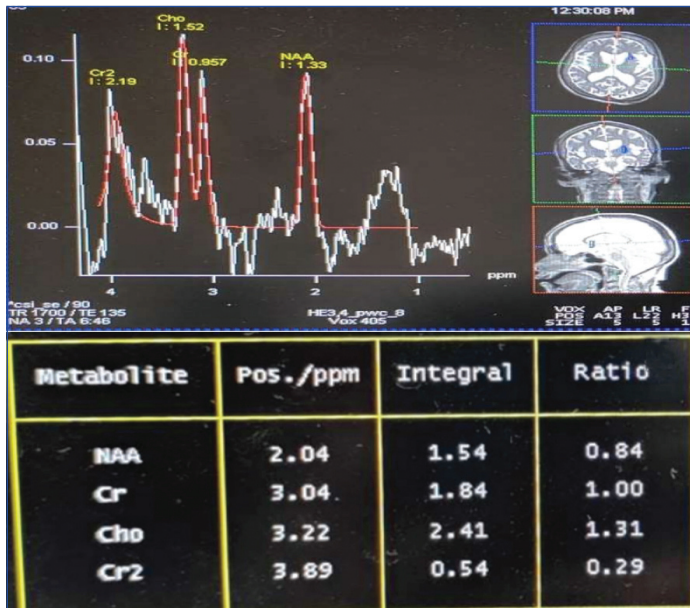 12:30:08 PM
Cho
I : 1.52
Cr
I : 0.957
NAA
I : 1.33
Cr2
I : 2.19
0.10
0.05
0.00
4 3 2 1 ppm
*csi_se / 90
TR 1700 / TE 135
NA 3 / TA 6:46
HE3,4_pwc_8
Vox 405
VOX AP LR F
POS A13 L22 H3
SIZE 5 5 1
Metabolite Pos./ppm Integral Ratio
NAA 2.04 1.54 0.84
Cr 3.04 1.84 1.00
Cho 3.22 2.41 1.31
Cr2 3.89 0.54 0.29